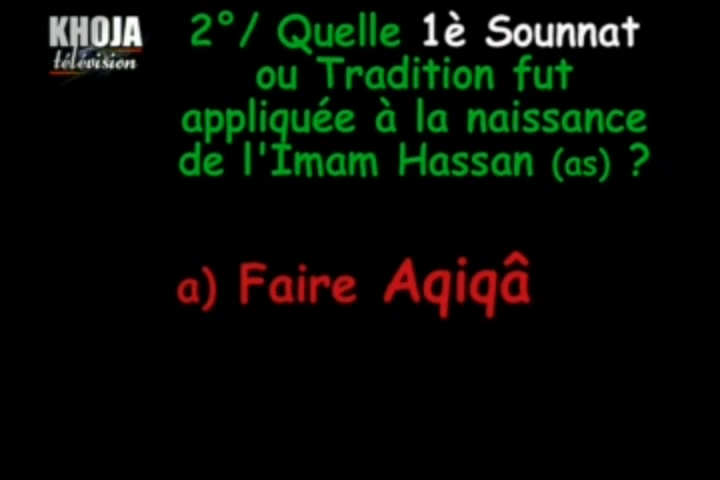 KHOJA
télévision
2°/ Quelle 1è Sounnat
ou Tradition fut
appliquée à la naissance
de l'Imam Hassan (as) ?
a) Faire Aqiqâ